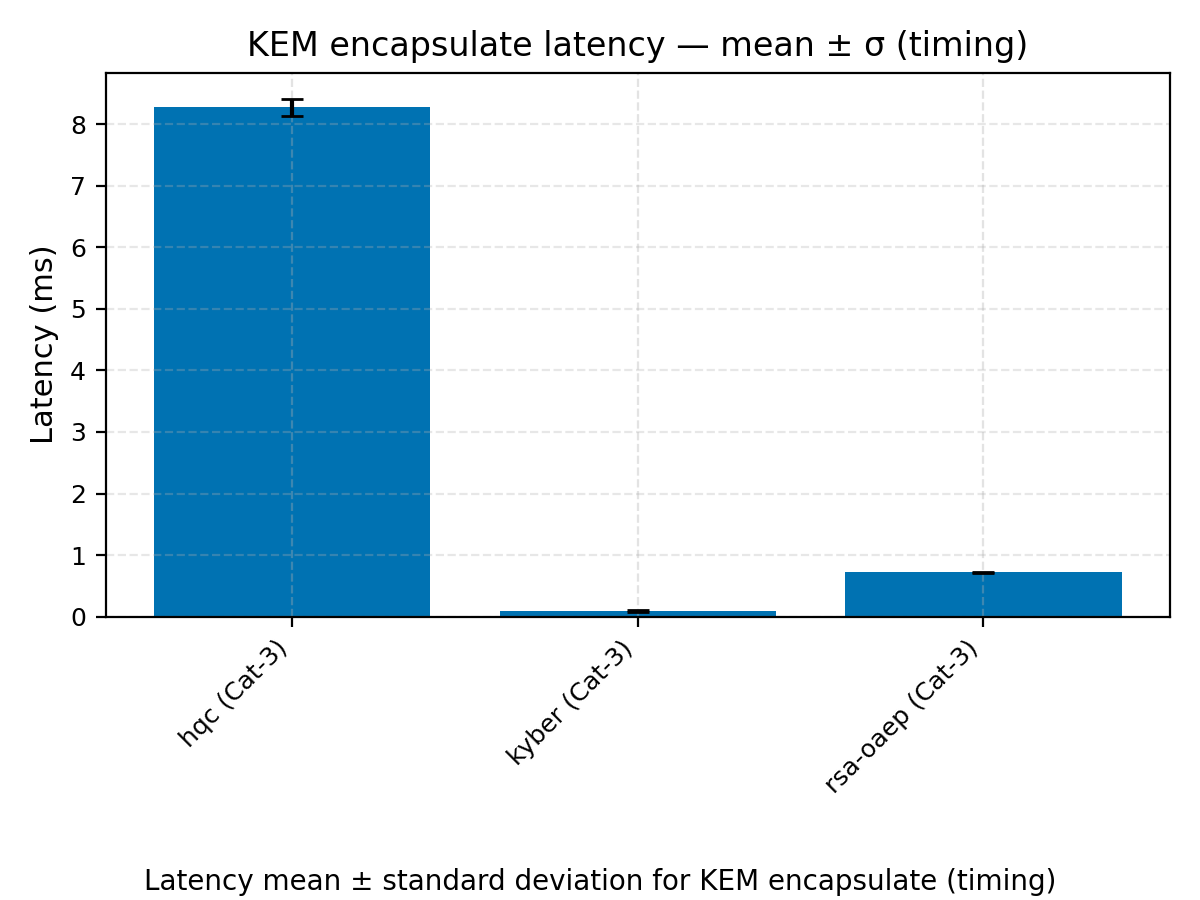 KEM encapsulate latency — mean ± σ (timing)
Latency (ms)
8
7
6
5
4
3
2
1
0
hqc (Cat-3)
kyber (Cat-3)
rsa-oaep (Cat-3)
Latency mean ± standard deviation for KEM encapsulate (timing)